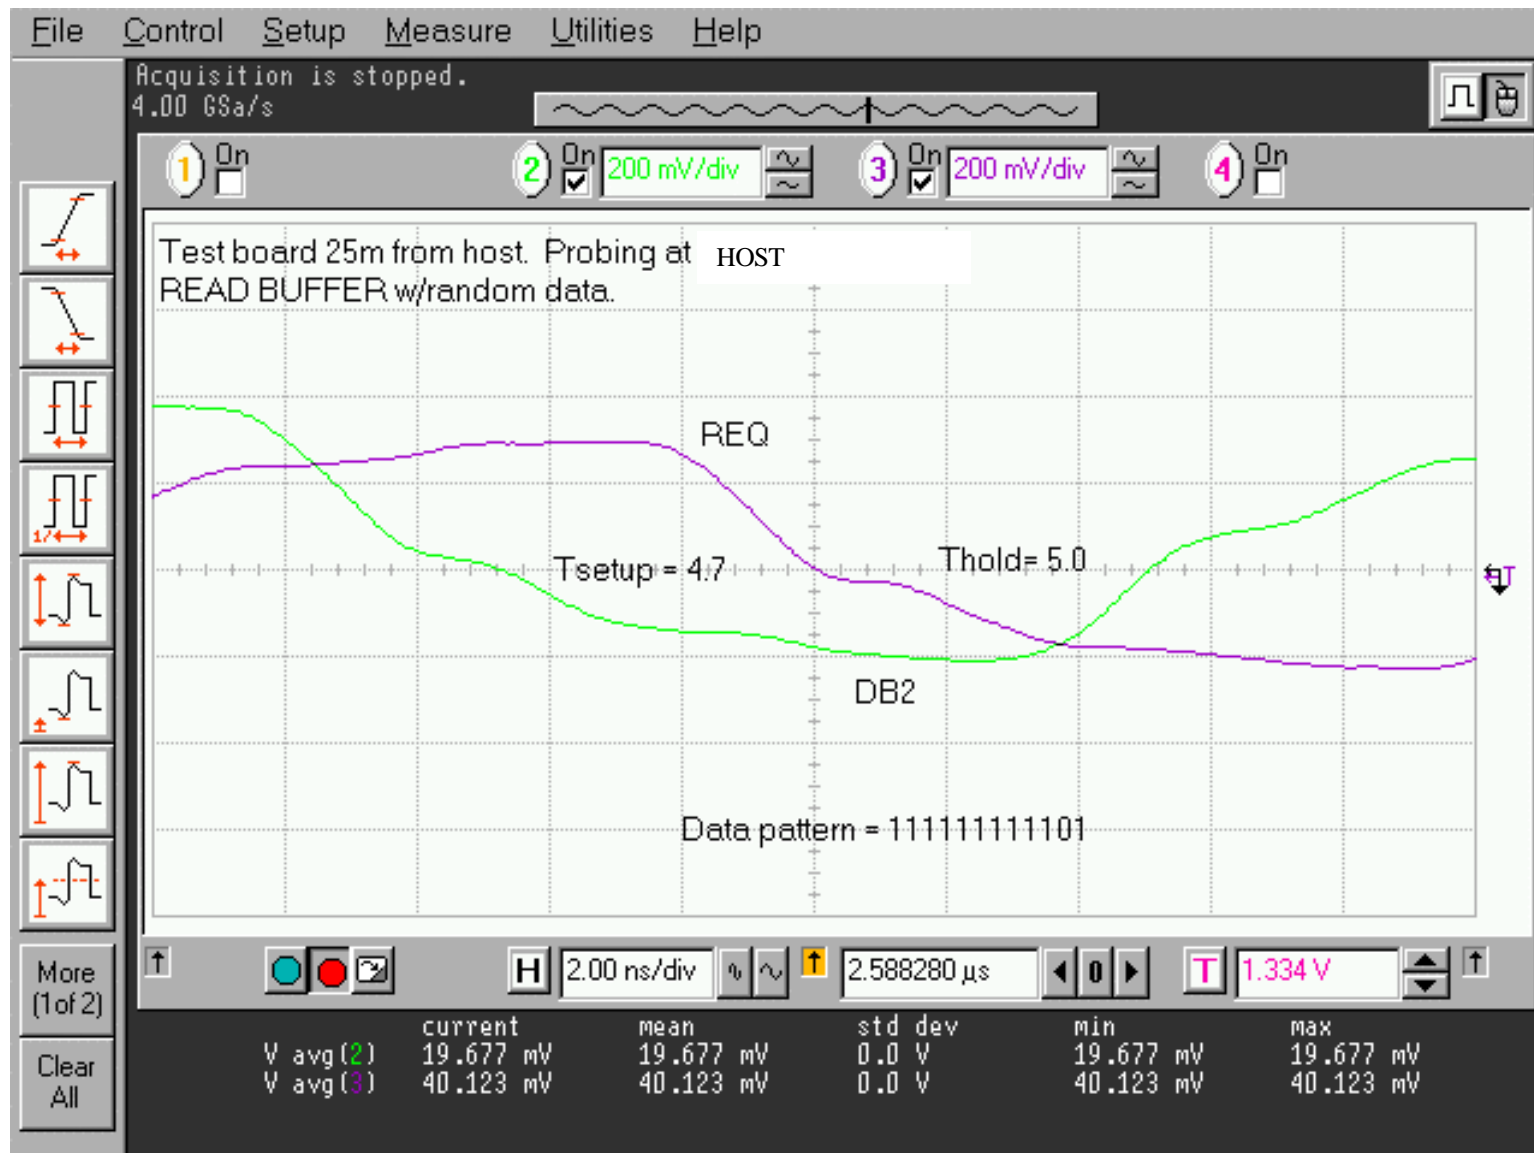 File Control Setup Measure Utilities Help
Acquisition is stopped.
4.00 GSa/s
1 On 2 On 200 mV/div 3 On 200 mV/div 4 On
Test board 25m from host. Probing at HOST
READ BUFFER w/random data.
REQ
Tsetup = 4.7 Thold= 5.0
T
DB2
Data pattern = 111111111101
1/
More
(1of 2)
H 2.00 ns/div 2.588280 µs 0 T 1.334 V
Clear
All
current mean std dev min max
V avg(2) 19.677 mV 19.677 mV 0.0 V 19.677 mV 19.677 mV
V avg(3) 40.123 mV 40.123 mV 0.0 V 40.123 mV 40.123 mV